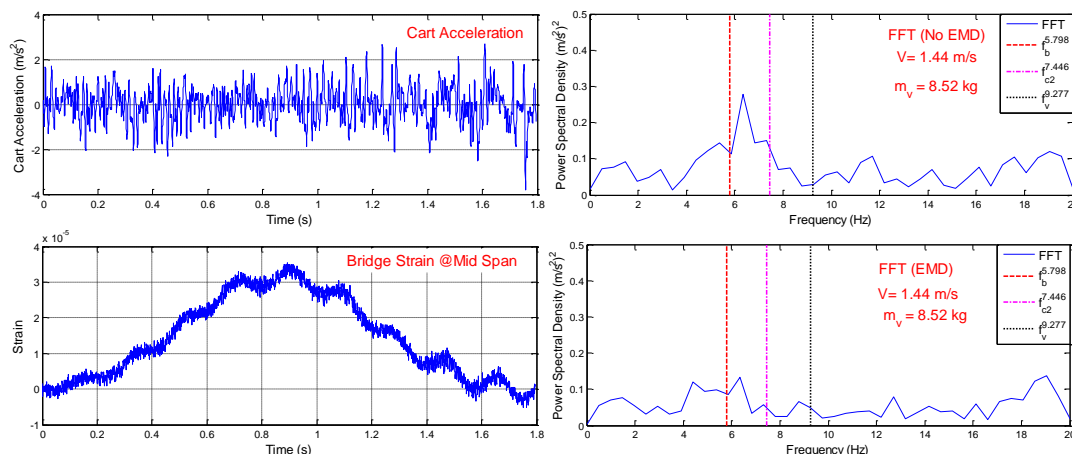 Cart Acceleration
Cart Acceleration (m/s²)
4
2
0
-2
-4
0 0.2 0.4 0.6 0.8 1 1.2 1.4 1.6 1.8
Time (s)
FFT (No EMD)
V= 1.44 m/s
m_v = 8.52 kg
FFT
f_b^5.798
f_c2^7.446
f_v^9.277
Power Spectral Density (m/s²)²
0.5
0.4
0.3
0.2
0.1
0
0 2 4 6 8 10 12 14 16 18 20
Frequency (Hz)
x 10⁻⁵
Bridge Strain @Mid Span
Strain
4
3
2
1
0
-1
0 0.2 0.4 0.6 0.8 1 1.2 1.4 1.6 1.8
Time (s)
FFT (EMD)
V= 1.44 m/s
m_v = 8.52 kg
FFT
f_b^5.798
f_c2^7.446
f_v^9.277
Power Spectral Density (m/s²)²
0.5
0.4
0.3
0.2
0.1
0
0 2 4 6 8 10 12 14 16 18 20
Frequency (Hz)